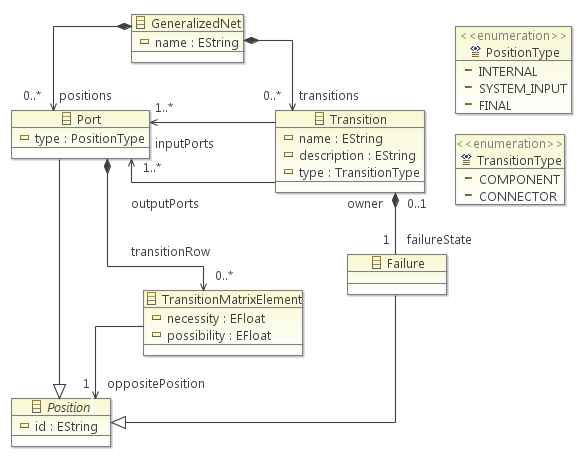 GeneralizedNet
name : EString
<<enumeration>>
PositionType
INTERNAL
SYSTEM_INPUT
FINAL
0..*
positions
0..*
transitions
1..*
Port
type : PositionType
inputPorts
Transition
name : EString
description : EString
type : TransitionType
<<enumeration>>
TransitionType
COMPONENT
CONNECTOR
1..*
outputPorts
owner
0..1
1
failureState
transitionRow
Failure
0..*
TransitionMatrixElement
necessity : EFloat
possibility : EFloat
1
oppositePosition
Position
id : EString